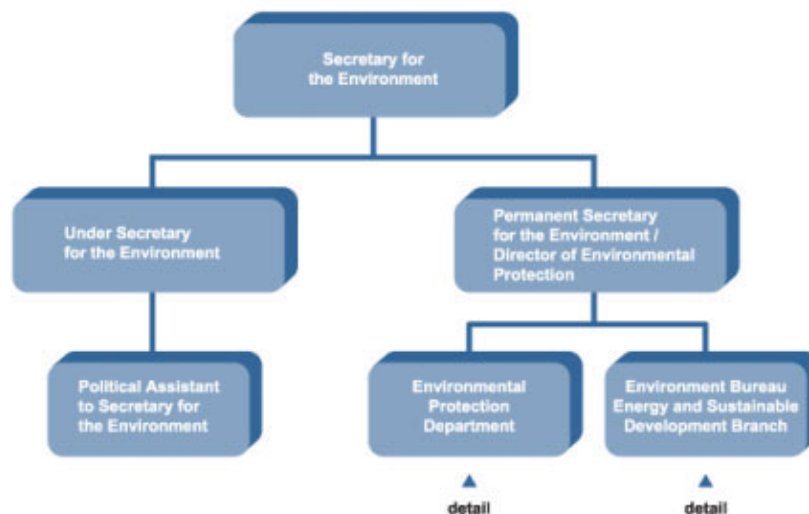 Secretary for
the Environment
Under Secretary
for the Environment
Permanent Secretary
for the Environment /
Director of Environmental
Protection
Political Assistant
to Secretary for
the Environment
Environmental
Protection
Department
Environment Bureau
Energy and Sustainable
Development Branch
detail
detail